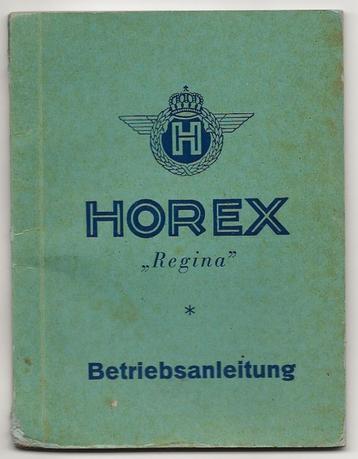 H
HOREX
„Regina”
*
Betriebsanleitung